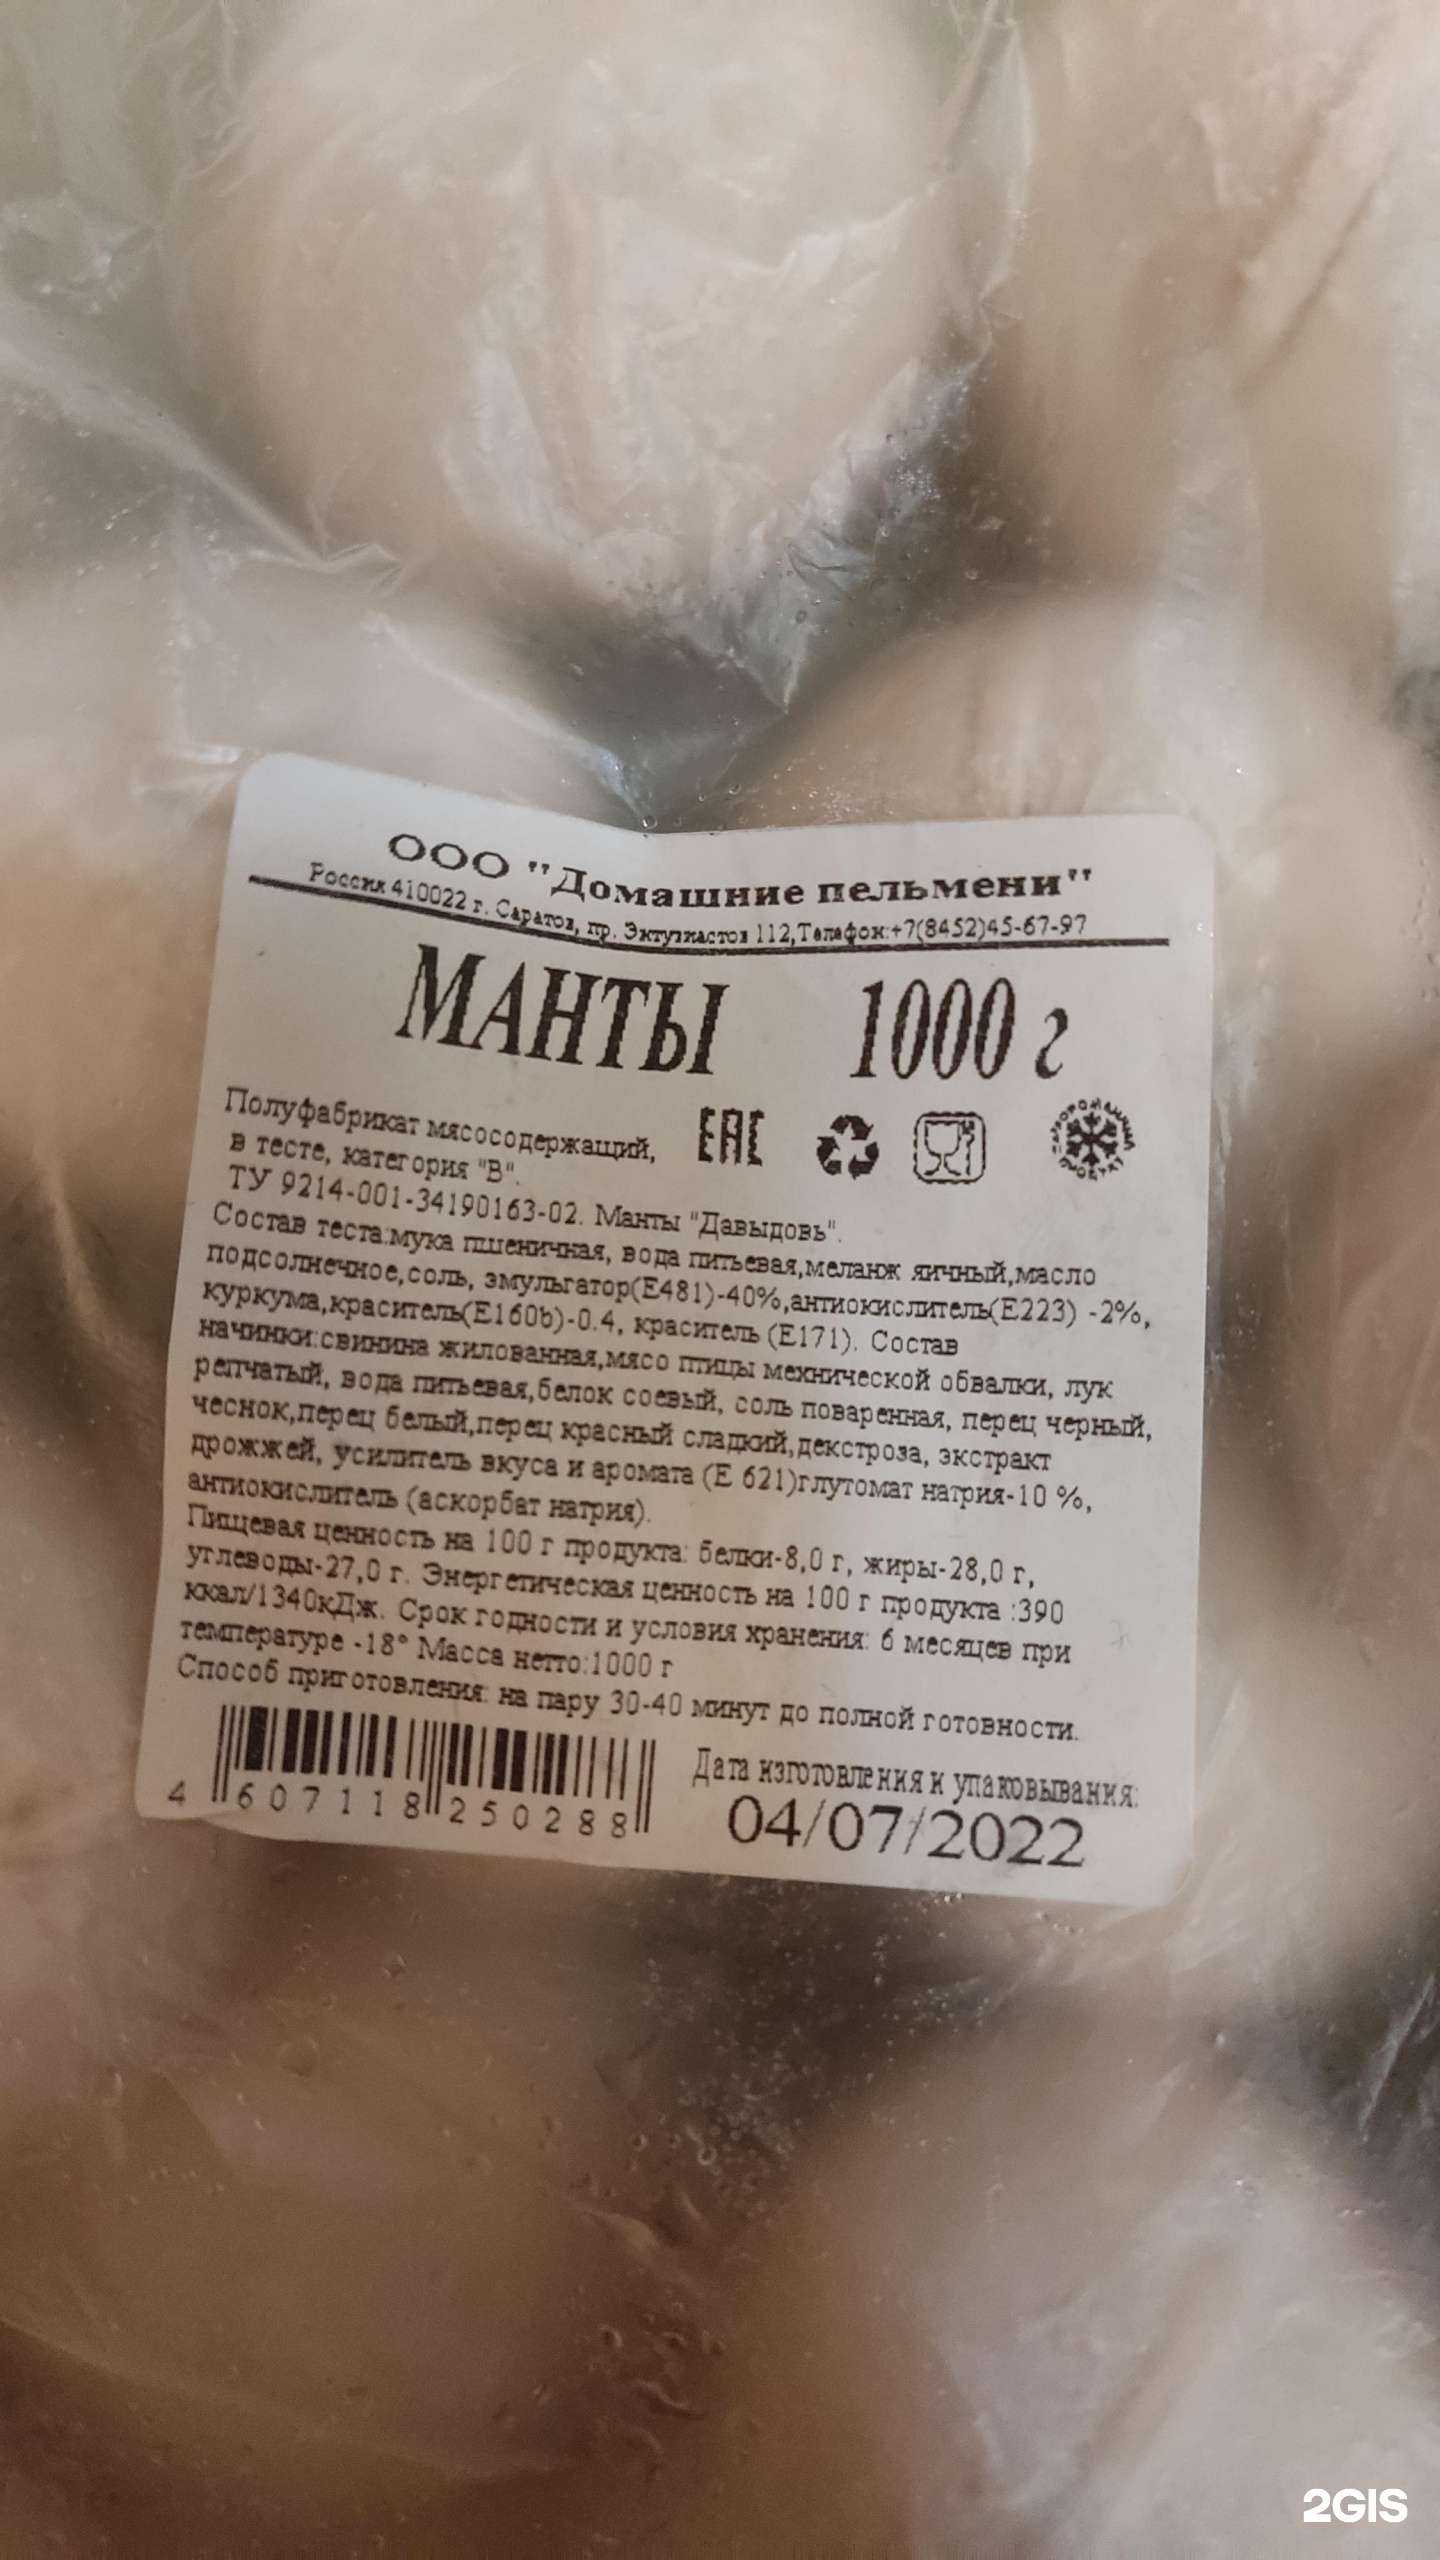 ООО "Домашние пельмени"
Россия 410022 г. Саратов, пр. Энтузиастов 112,Телефон:+7(8452)45-67-97
МАНТЫ 1000 г
Полуфабрикат мясосодержащий,
в тесте, категория "В".
EAC
ЗАМОРОЖЕННЫЙ ПРОДУКТ
ТУ 9214-001-34190163-02. Манты "Давыдовъ".
Состав теста:мука пшеничная, вода питьевая,меланж яичный,масло
подсолнечное,соль, эмульгатор(Е481)-40%,антиокислитель(Е223) -2%,
куркума,краситель(Е160b)-0.4, краситель (Е171). Состав
начинки:свинина жилованная,мясо птицы мехнической обвалки, лук
репчатый, вода питьевая,белок соевый, соль поваренная, перец черный,
чеснок,перец белый,перец красный сладкий,декстроза, экстракт
дрожжей, усилитель вкуса и аромата (Е 621)глутомат натрия-10 %,
антиокислитель (аскорбат натрия).
Пищевая ценность на 100 г продукта: белки-8,0 г, жиры-28,0 г,
углеводы-27,0 г. Энергетическая ценность на 100 г продукта :390
ккал/1340кДж. Срок годности и условия хранения: 6 месяцев при
температуре -18° Масса нетто:1000 г
Способ приготовления: на пару 30-40 минут до полной готовности.
Дата изготовления и упаковывания:
04/07/2022
4 607118 250288
2GIS